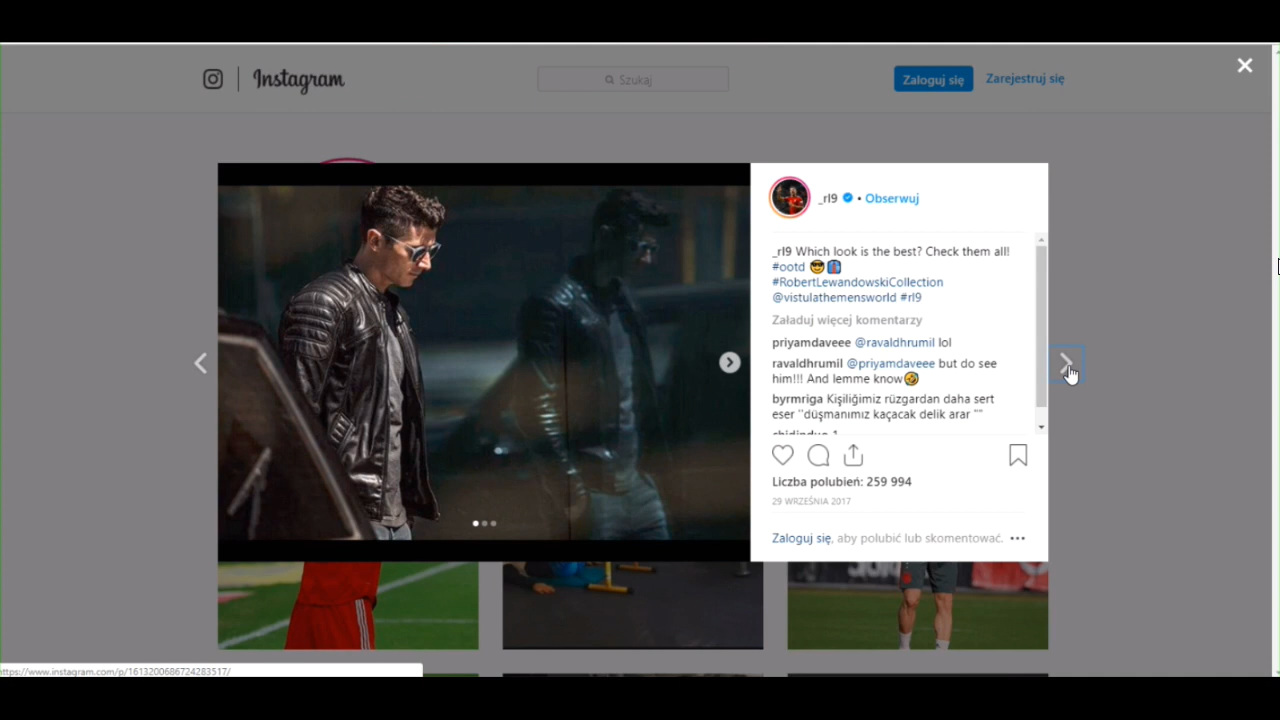 Instagram
Szukaj
Zaloguj się
Zarejestruj się
_rl9 • Obserwuj
_rl9 Which look is the best? Check them all!
#ootd 😎👔
#RobertLewandowskiCollection
@vistulathemensworld #rl9
Załaduj więcej komentarzy
priyamdaveee @ravaldhrumil lol
ravaldhrumil @priyamdaveee but do see
him!!! And lemme know🤣
byrmriga Kişiliğimiz rüzgardan daha sert
eser "düşmanımız kaçacak delik arar ""
Liczba polubień: 259 994
29 WRZEŚNIA 2017
Zaloguj się, aby polubić lub skomentować.
https://www.instagram.com/p/1613200686724283517/